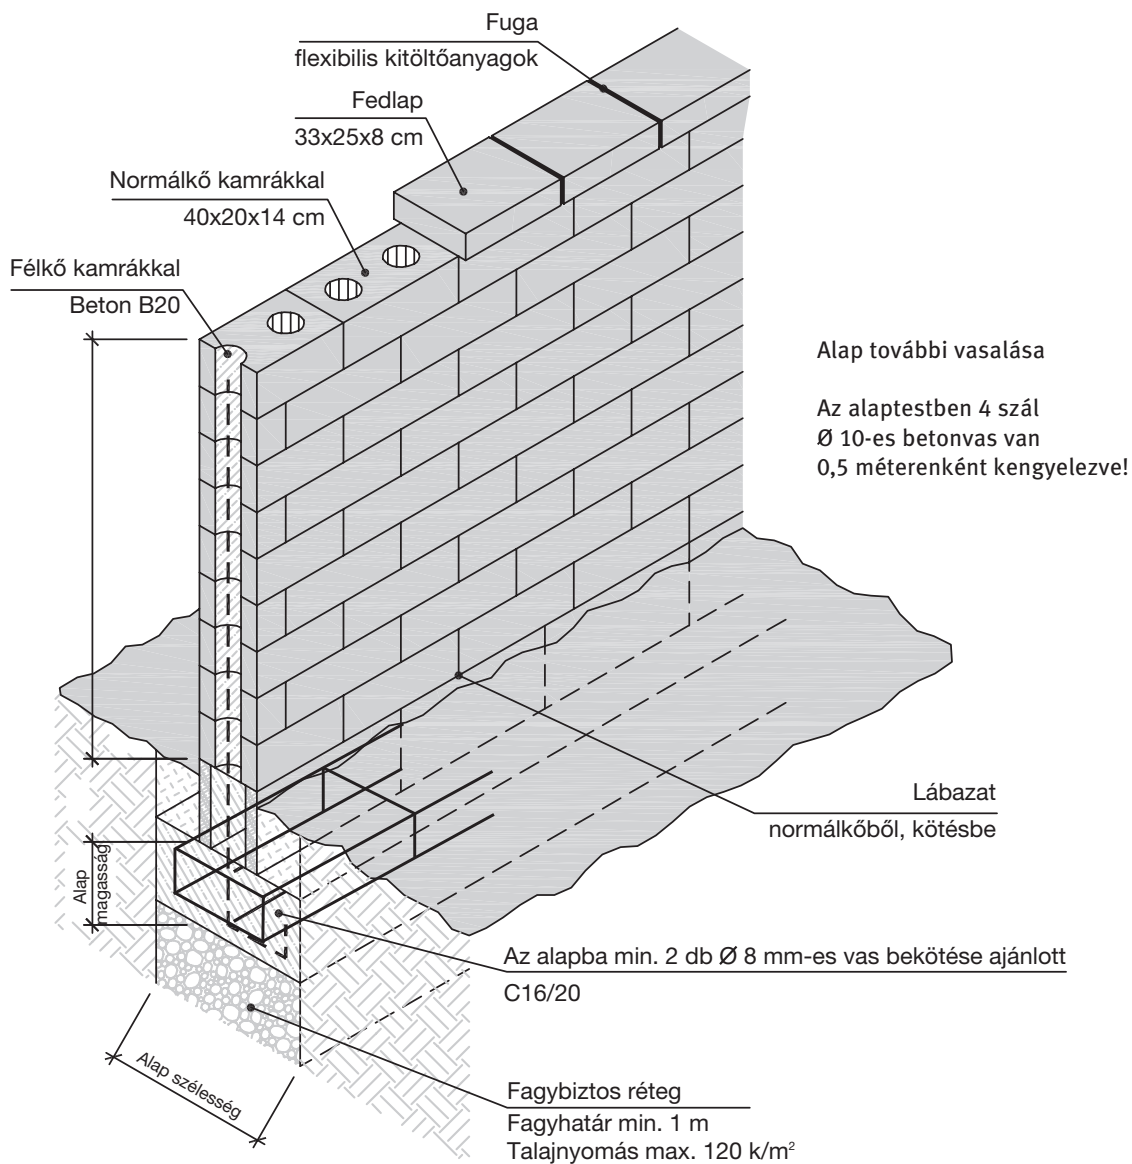 Fuga
flexibilis kitöltőanyagok
Fedlap
33x25x8 cm
Normálkő kamrákkal
40x20x14 cm
Félkő kamrákkal
Beton B20
Alap további vasalása
Az alaptestben 4 szál
Ø 10-es betonvas van
0,5 méterenként kengyelezve!
Lábazat
normálkőből, kötésbe
Alap
magasság
Az alapba min. 2 db Ø 8 mm-es vas bekötése ajánlott
C16/20
Alap szélesség
Fagybiztos réteg
Fagyhatár min. 1 m
Talajnyomás max. 120 k/m²